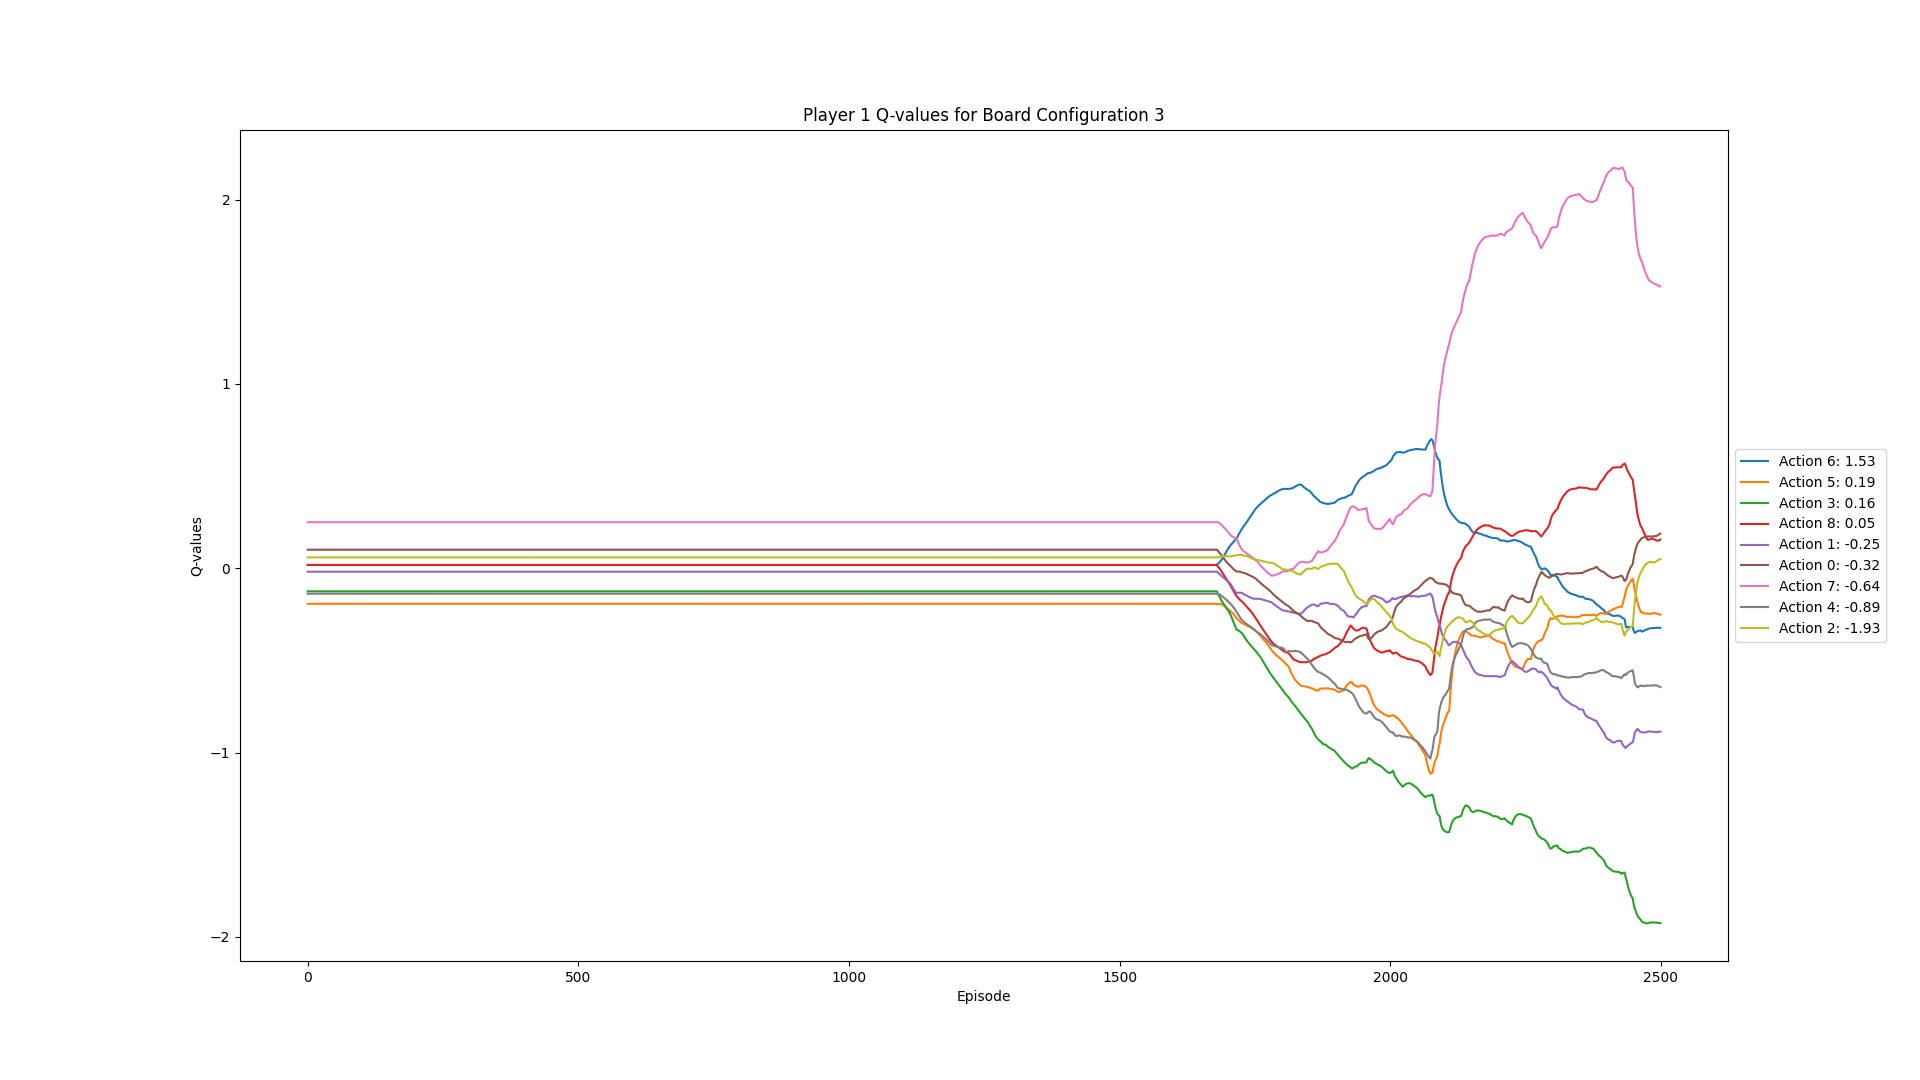 Player 1 Q-values for Board Configuration 3
2
1
0
−1
−2
Q-values
0
500
1000
1500
2000
2500
Episode
Action 6: 1.53
Action 5: 0.19
Action 3: 0.16
Action 8: 0.05
Action 1: -0.25
Action 0: -0.32
Action 7: -0.64
Action 4: -0.89
Action 2: -1.93